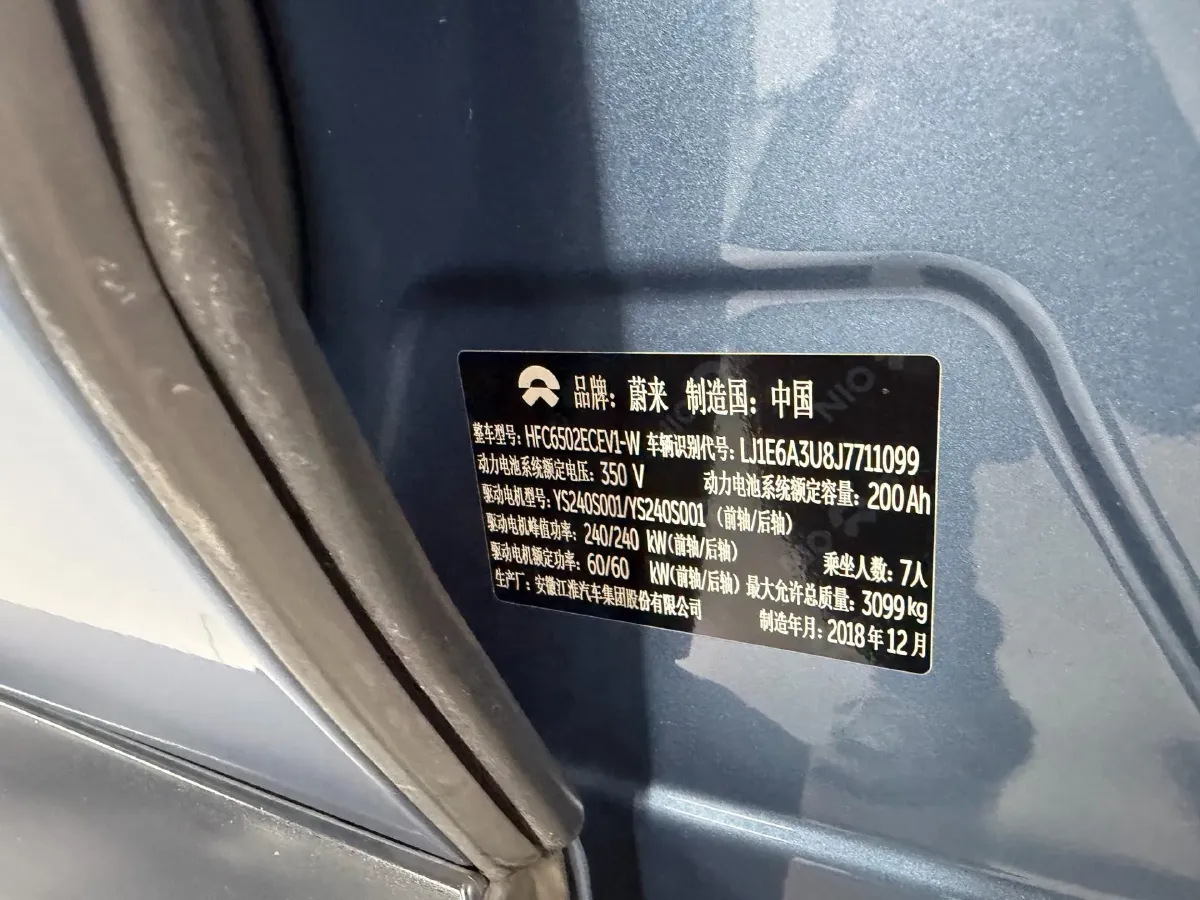 品牌：蔚来 制造国：中国
整车型号：HFC6502ECEV1-W 车辆识别代号：LJ1E6A3U8J7711099
动力电池系统额定电压：350 V 动力电池系统额定容量：200Ah
驱动电机型号：YS240S001/YS240S001（前轴/后轴）
驱动电机峰值功率：240/240 kW(前轴/后轴) 乘坐人数：7人
驱动电机额定功率：60/60 kW(前轴/后轴) 最大允许总质量：3099kg
生产厂：安徽江淮汽车集团股份有限公司 制造年月：2018年12月
NIO